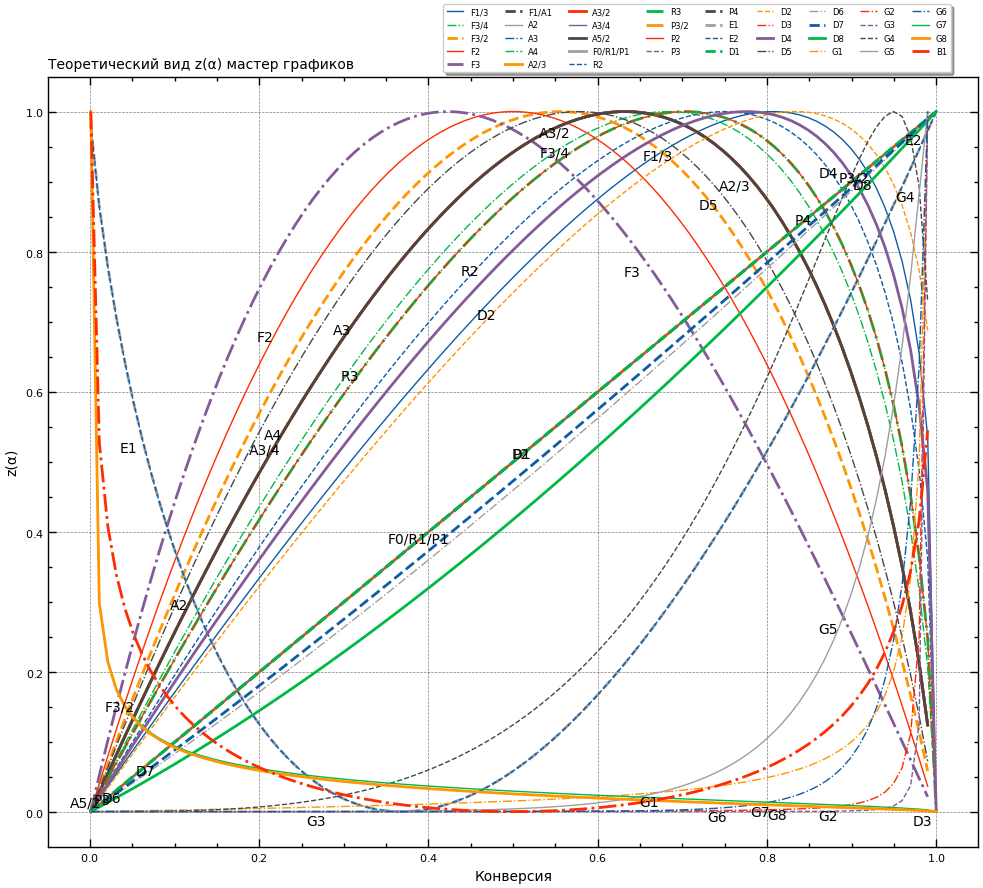 F1/3 F1/A1 A3/2 R3 P4 D2 D6 G2 G6
F3/4 A2 A3/4 P3/2 E1 D3 D7 G3 G7
F3/2 A3 A5/2 P2 E2 D4 D8 G4 G8
F2 A4 F0/R1/P1 P3 D1 D5 G1 G5 B1
F3 A2/3 R2
Теоретический вид z(α) мастер графиков
1.0
0.8
0.6
0.4
0.2
0.0
z(α)
A3/2
F3/4
F1/3
E2
D4
P3/2
D8
A2/3
G4
D5
P4
R2
F3
D2
F2
A3
R3
A4
A3/4
E1
F0/R1/P1
A2
F3/2
D7
D6
G5
G1
G3
G6
G7
G8
G2
D3
0.0 0.2 0.4 0.6 0.8 1.0
Конверсия